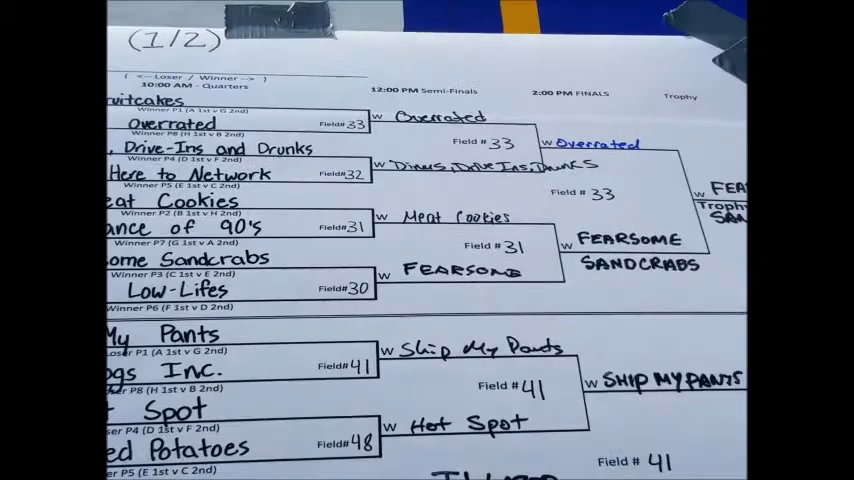 (1/2)
( <-- Loser / Winner --> )
10:00 AM - Quarters
12:00 PM Semi-Finals
2:00 PM FINALS
Trophy
ruitcakes
Winner P1 (A 1st v G 2nd)
Overrated
Field# 33
W Overrated
Winner P8 (H 1st v B 2nd)
Field # 33
W Overrated
, Drive-Ins and Drunks
Winner P4 (D 1st v F 2nd)
Here to Network
Field# 32
W Diners, Drive Ins, Drunks
Winner P5 (E 1st v C 2nd)
Field # 33
W FEA
Trophy
SAN
eat Cookies
Winner P2 (B 1st v H 2nd)
ance of 90's
Field# 31
W Meat Cookies
Winner P7 (G 1st v A 2nd)
Field # 31
W FEARSOME
SANDCRABS
ome Sandcrabs
Winner P3 (C 1st v E 2nd)
Low-Lifes
Field# 30
W FEARSOME
Winner P6 (F 1st v D 2nd)
My Pants
Loser P1 (A 1st v G 2nd)
ogs Inc.
Field# 41
W Ship My Pants
ser P8 (H 1st v B 2nd)
Field # 41
W SHIP MY PANTS
t Spot
ser P4 (D 1st v F 2nd)
ed Potatoes
Field# 48
W Hot Spot
ser P5 (E 1st v C 2nd)
Field # 41